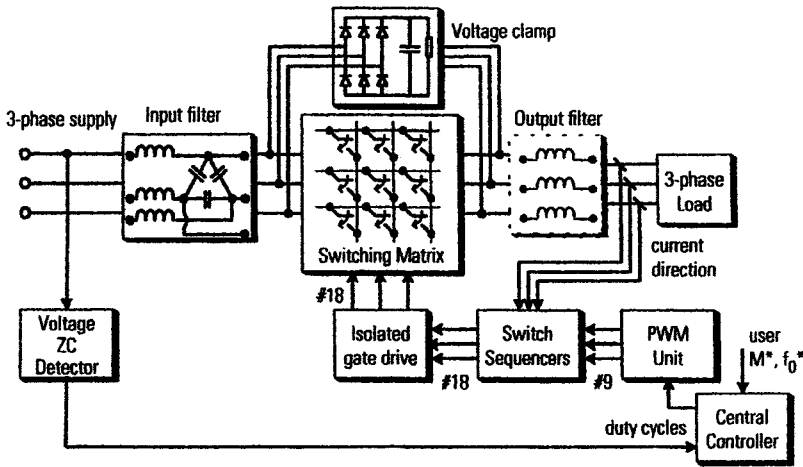 Voltage clamp
3-phase supply
Input filter
Output filter
Switching Matrix
3-phase
Load
current
direction
#18
Voltage
ZC
Detector
Isolated
gate drive
Switch
Sequencers
PWM
Unit
user
M*, f0*
#18
#9
duty cycles
Central
Controller